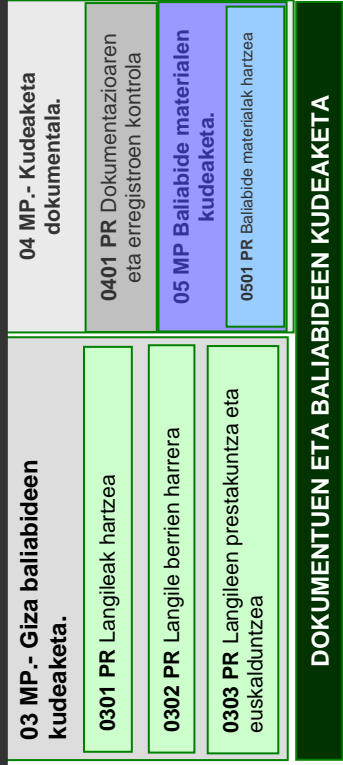 03 MP.- Giza baliabideen
kudeaketa.
0301 PR Langileak hartzea
0302 PR Langile berrien harrera
0303 PR Langileen prestakuntza eta
euskalduntzea
04 MP.- Kudeaketa
dokumentala.
0401 PR Dokumentazioaren
eta erregistroen kontrola
05 MP Baliabide materialen
kudeaketa.
0501 PR Baliabide materialak hartzea
DOKUMENTUEN ETA BALIABIDEEN KUDEAKETA